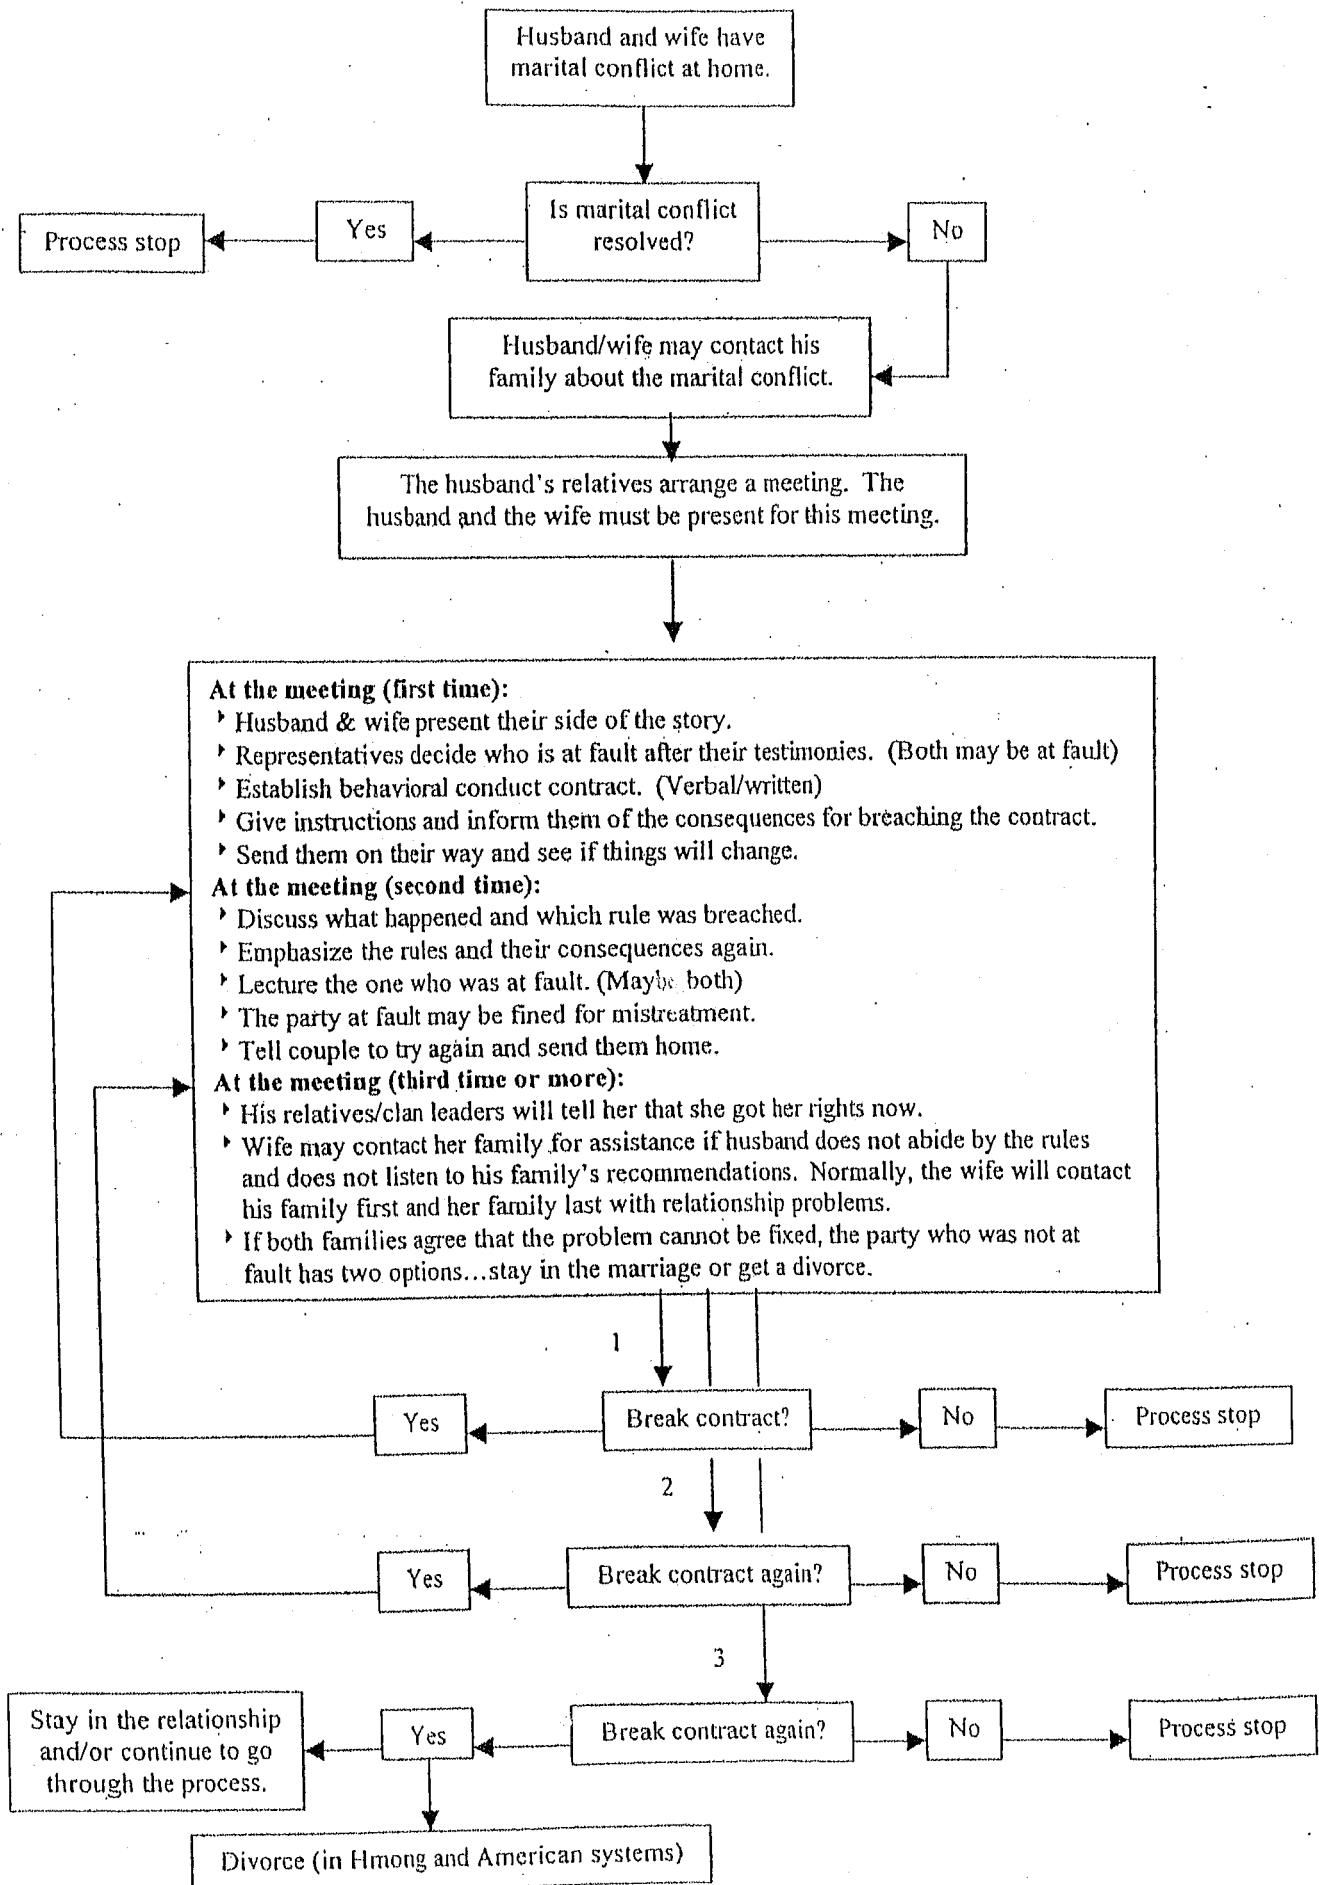 Husband and wife have
marital conflict at home.
Is marital conflict
resolved?
Yes
Process stop
No
Husband/wife may contact his
family about the marital conflict.
The husband's relatives arrange a meeting. The
husband and the wife must be present for this meeting.
At the meeting (first time):
Husband & wife present their side of the story.
Representatives decide who is at fault after their testimonies. (Both may be at fault)
Establish behavioral conduct contract. (Verbal/written)
Give instructions and inform them of the consequences for breaching the contract.
Send them on their way and see if things will change.
At the meeting (second time):
Discuss what happened and which rule was breached.
Emphasize the rules and their consequences again.
Lecture the one who was at fault. (Maybe both)
The party at fault may be fined for mistreatment.
Tell couple to try again and send them home.
At the meeting (third time or more):
His relatives/clan leaders will tell her that she got her rights now.
Wife may contact her family for assistance if husband does not abide by the rules
and does not listen to his family's recommendations. Normally, the wife will contact
his family first and her family last with relationship problems.
If both families agree that the problem cannot be fixed, the party who was not at
fault has two options...stay in the marriage or get a divorce.
1
Yes
Break contract?
No
Process stop
2
Yes
Break contract again?
No
Process stop
3
Stay in the relationship
and/or continue to go
through the process.
Yes
Break contract again?
No
Process stop
Divorce (in Hmong and American systems)